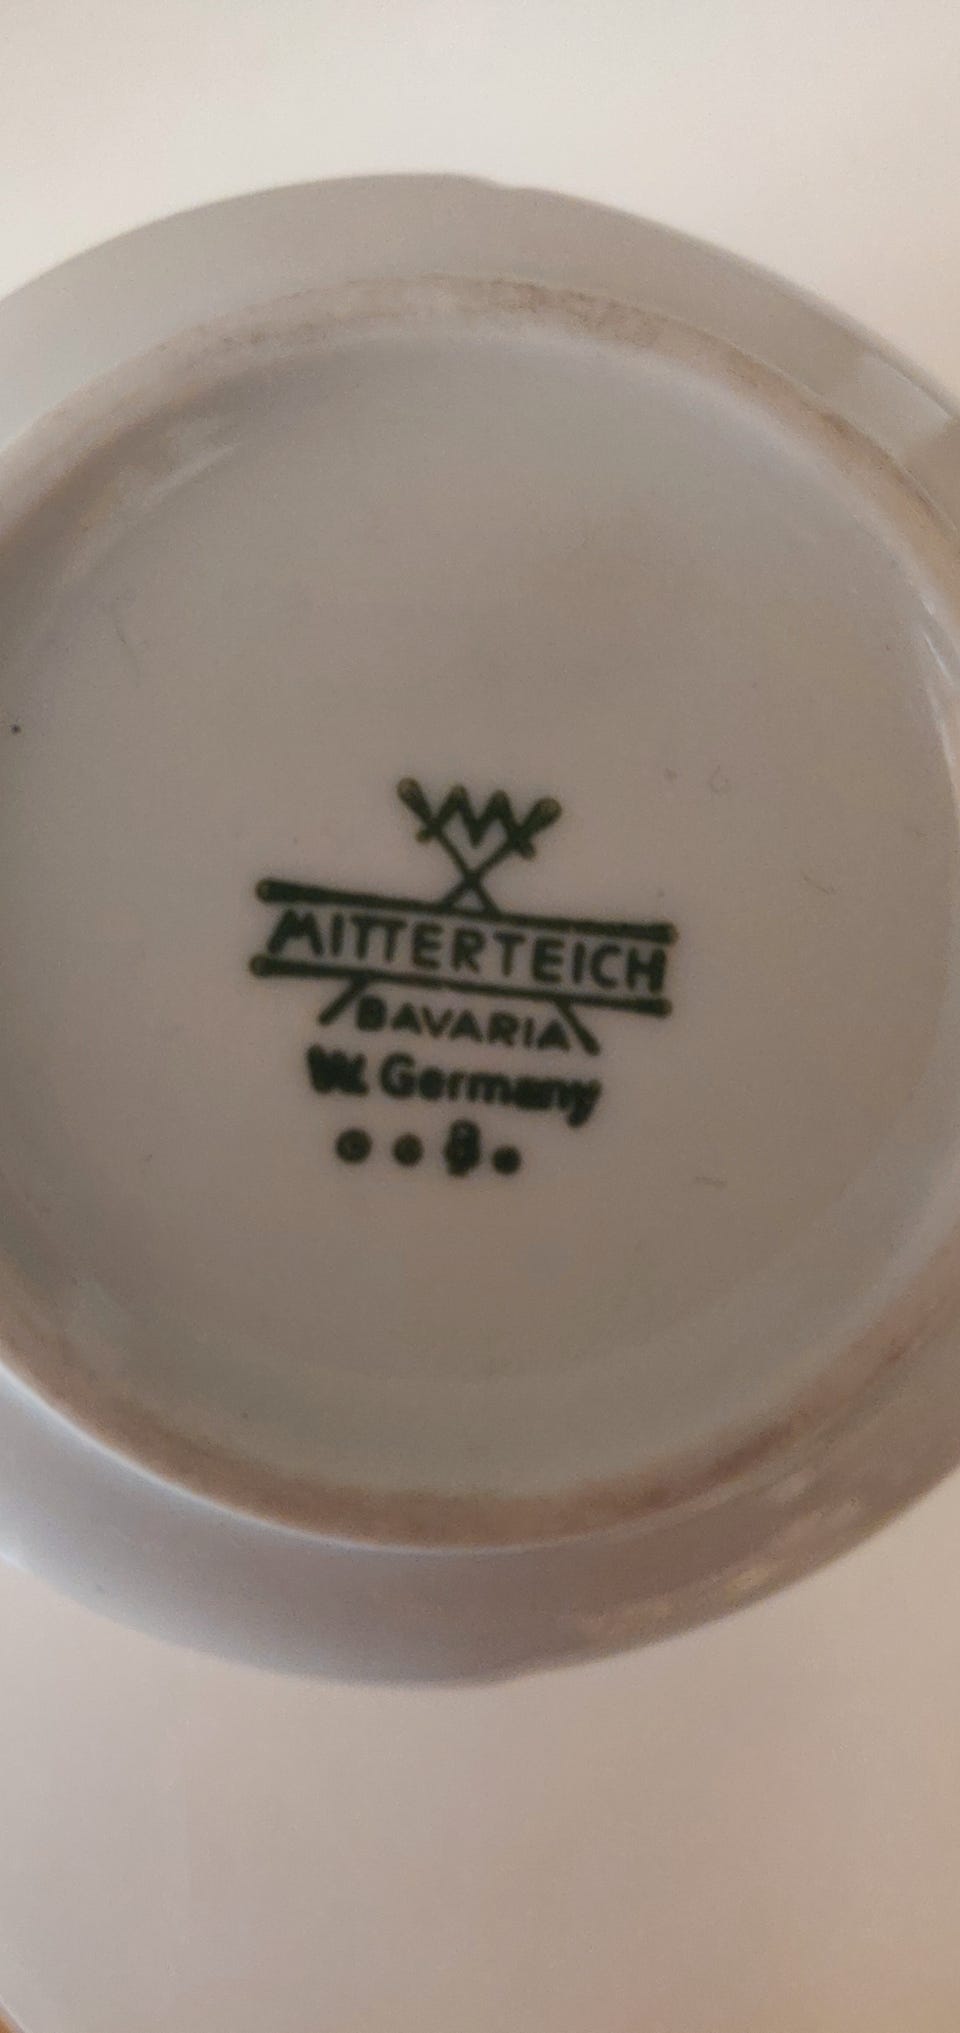 M
MITTERTEICH
BAVARIA
W. Germany